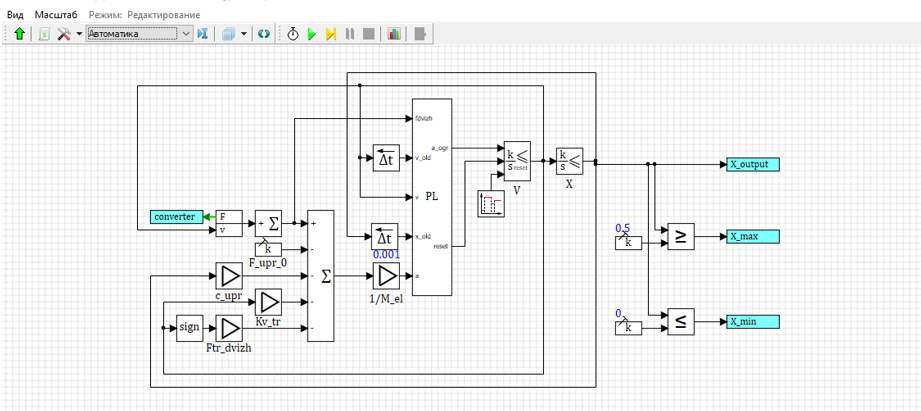 Вид Масштаб Режим: Редактирование
Автоматика
fdvizh
a_ogr
v_old
Δt
k
s
reset
V
k
s
X
X_output
v
PL
converter
F
v
+
Σ
k
F_upr_0
+
-
-
-
-
Σ
Δt
0.001
x_old
reset
a
1/M_el
c_upr
Kv_tr
sign
Ftr_dvizh
0.5
k
≥
X_max
0
k
≤
X_min